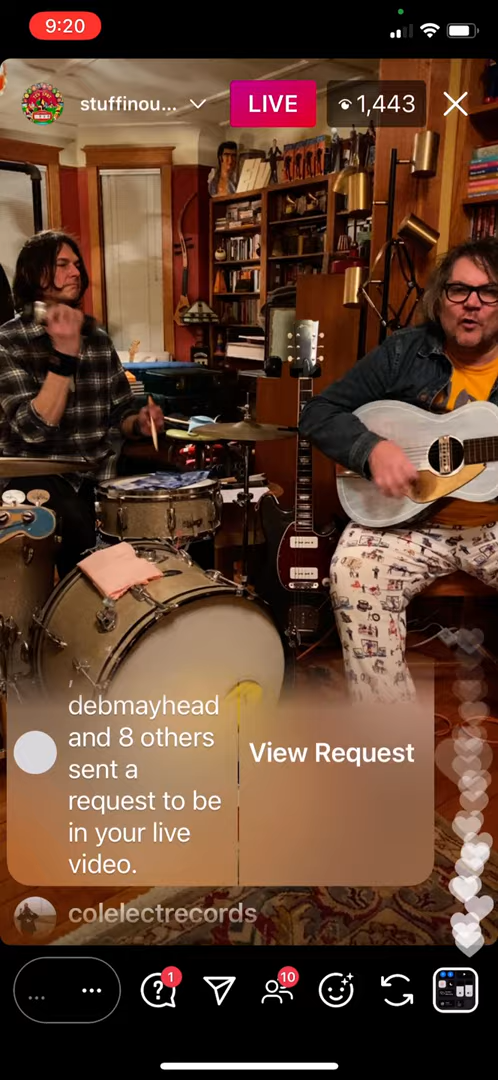 9:20
stuffinou...
LIVE
1,443
debmayhead
and 8 others
sent a
request to be
in your live
video.
View Request
colelectrecords
...
...
?
1
10